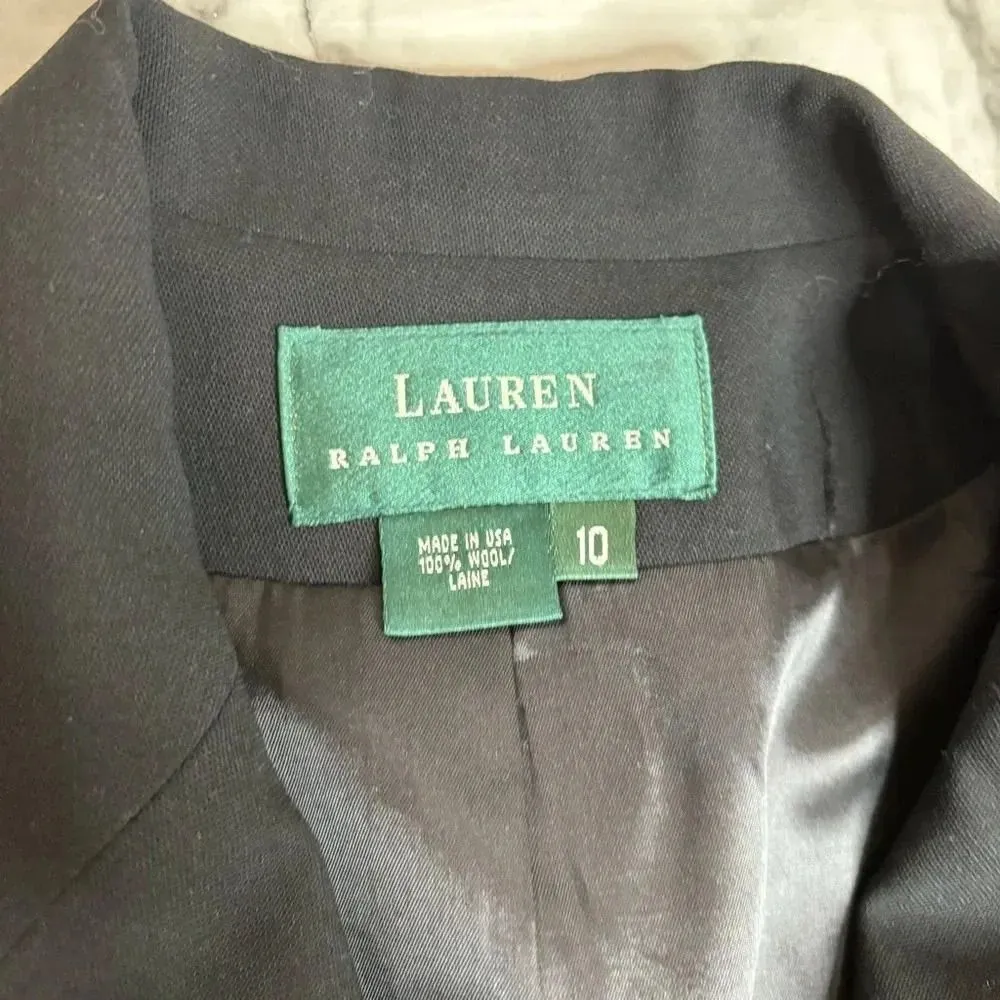 LAUREN
RALPH LAUREN
MADE IN USA
100% WOOL/
LAINE
10